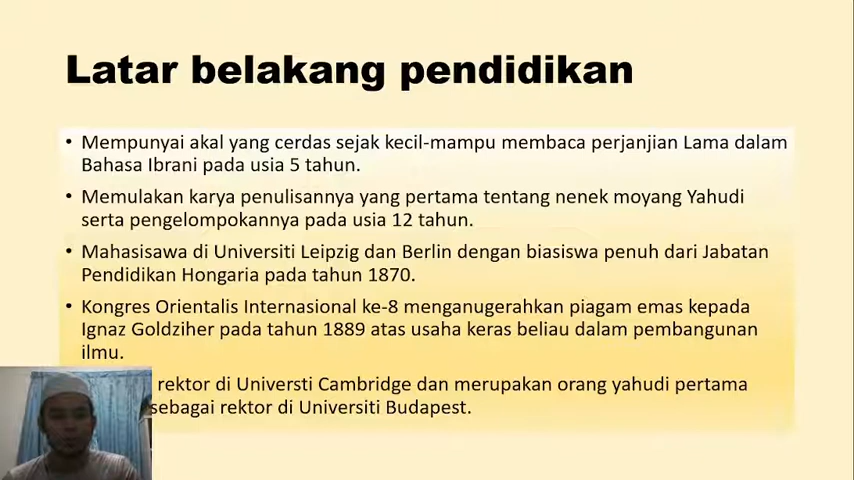 Latar belakang pendidikan
• Mempunyai akal yang cerdas sejak kecil-mampu membaca perjanjian Lama dalam
Bahasa Ibrani pada usia 5 tahun.
• Memulakan karya penulisannya yang pertama tentang nenek moyang Yahudi
serta pengelompokannya pada usia 12 tahun.
• Mahasisawa di Universiti Leipzig dan Berlin dengan biasiswa penuh dari Jabatan
Pendidikan Hongaria pada tahun 1870.
• Kongres Orientalis Internasional ke-8 menganugerahkan piagam emas kepada
Ignaz Goldziher pada tahun 1889 atas usaha keras beliau dalam pembangunan
ilmu.
rektor di Universti Cambridge dan merupakan orang yahudi pertama
sebagai rektor di Universiti Budapest.